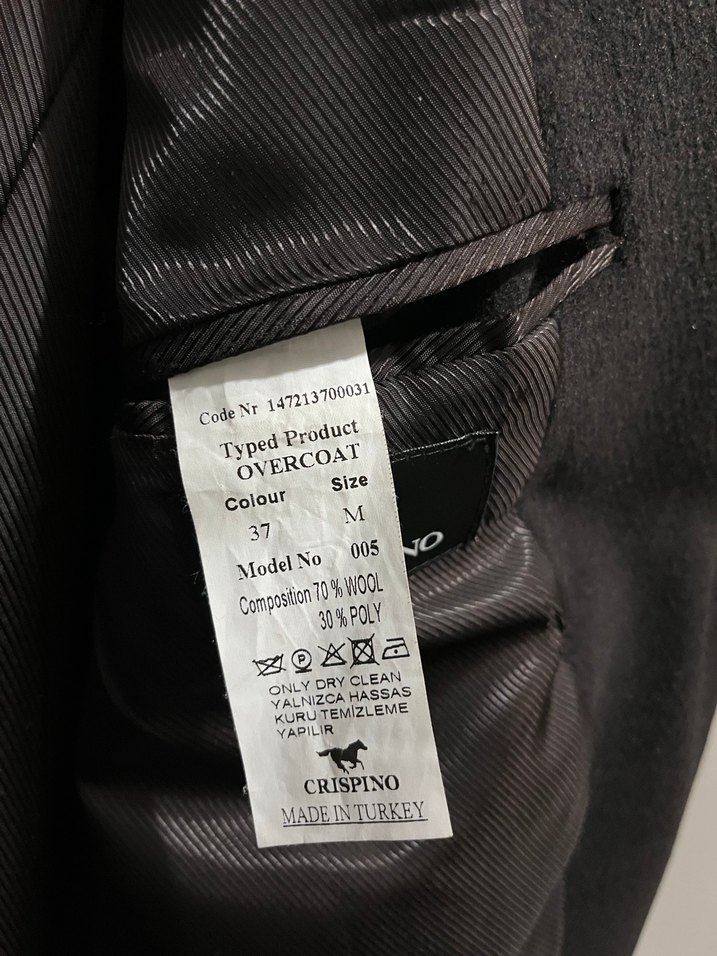 Code Nr 147213700031
Typed Product
OVERCOAT
Colour Size
37 M
Model No 005
Composition 70 % WOOL
30 % POLY
P
ONLY DRY CLEAN
YALNIZCA HASSAS
KURU TEMİZLEME
YAPILIR
CRISPINO
MADE IN TURKEY